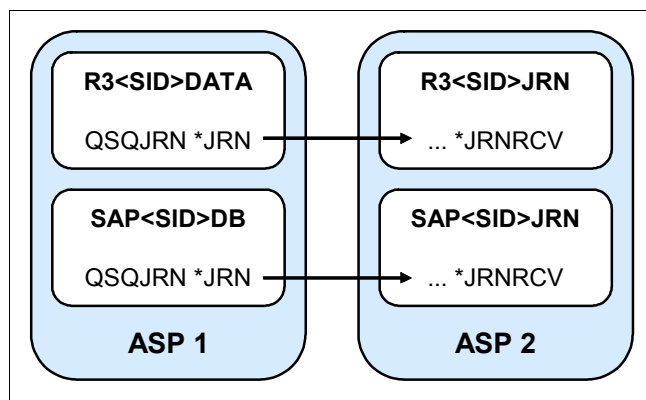 R3<SID>DATA
QSQJRN *JRN
SAP<SID>DB
QSQJRN *JRN
ASP 1
R3<SID>JRN
... *JRNRCV
SAP<SID>JRN
... *JRNRCV
ASP 2